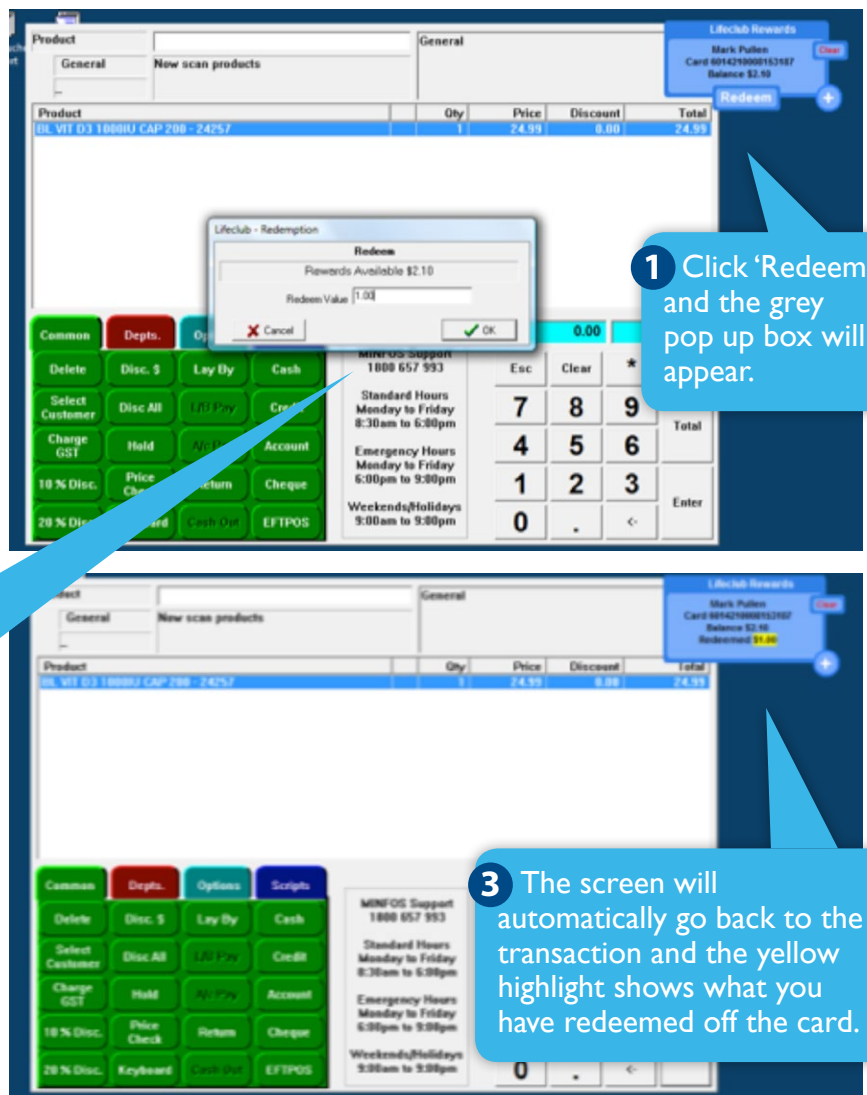 Product
General
General
Now scan products
Lifeclub Rewards
Mark Pullen
Clear
Card 6014210000153187
Balance $2.10
Redeem
+
Product Qty Price Discount Total
BL VIT D3 1000IU CAP 200 - 24257 1 24.99 0.00 24.99
Lifeclub - Redemption
Redeem
Rewards Available $2.10
Redeem Value 1.00
Cancel OK
1 Click ‘Redeem
and the grey
pop up box will
appear.
Common Depts. 0.00
Delete Disc. $ Lay By Cash
Select Customer Disc All L/B Pay
Charge GST Hold Account
10 % Disc. Price Cheque
EFTPOS
MINFOS Support
1800 657 993
Standard Hours
Monday to Friday
8:30am to 6:00pm
Emergency Hours
Monday to Friday
6:00pm to 9:00pm
Weekends/Holidays
9:00am to 9:00pm
Esc Clear *
7 8 9
Total
4 5 6
1 2 3
Enter
0 . <-
General
General
Now scan products
Lifeclub Rewards
Mark Pullen
Clear
Balance $2.10
Redeemed $1.00
+
Product Qty Price Discount Total
BL VIT D3 1000IU CAP 200 - 24257 1 24.99 0.00 24.99
3 The screen will
automatically go back to the
transaction and the yellow
highlight shows what you
have redeemed off the card.
Common Depts. Options Scripts
Delete Disc. $ Lay By Cash
Select Customer Disc All L/B Pay Credit
Charge GST Hold A/c Pay Account
10 % Disc. Price Check Return Cheque
20 % Disc. Keyboard Cash Out EFTPOS
MINFOS Support
1800 657 993
Standard Hours
Monday to Friday
8:30am to 6:00pm
Emergency Hours
Monday to Friday
6:00pm to 9:00pm
Weekends/Holidays
9:00am to 9:00pm
0 . <-